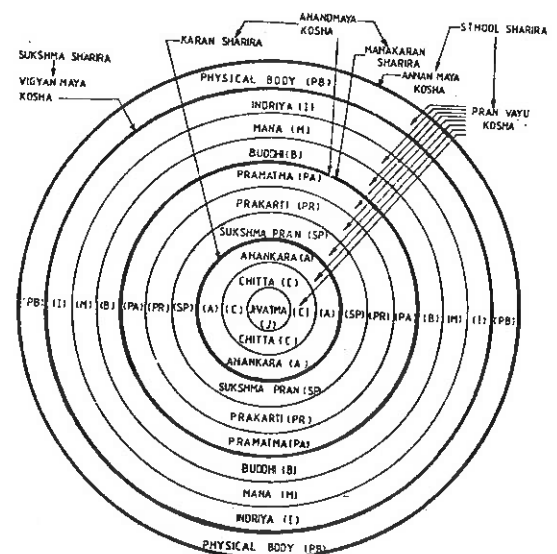 ANANDMAYA
KOSHA
STHOOL SHARIRA
KARAN SHARIRA
MAHAKARAN
SHARIRA
SUKSHMA SHARIRA
ANNAN MAYA
KOSHA
VIGYAN MAYA
KOSHA
PRAN VAYU
KOSHA
PHYSICAL BODY (PB)
INDRIYA (I)
MANA (M)
BUDDHI (B)
PRAMATMA (PA)
PRAKARTI (PR)
SUKSHMA PRAN (SP)
AHANKARA (A)
CHITTA (C)
(PB) (I) (M) (B) (PA) (PR) (SP) (A) (C) JIVATMA (C) (A) (SP) (PR) (PA) (B) (M) (I) (PB)
(J)
CHITTA (C)
AHANKARA (A)
SUKSHMA PRAN (SP)
PRAKARTI (PR)
PRAMATMA (PA)
BUDDHI (B)
MANA (M)
INDRIYA (I)
PHYSICAL BODY (PB)